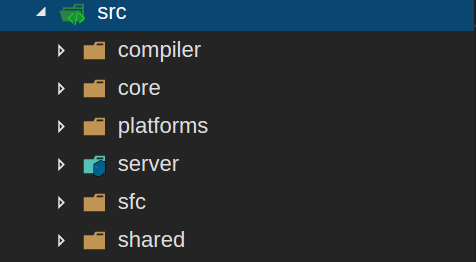 src
compiler
core
platforms
server
sfc
shared